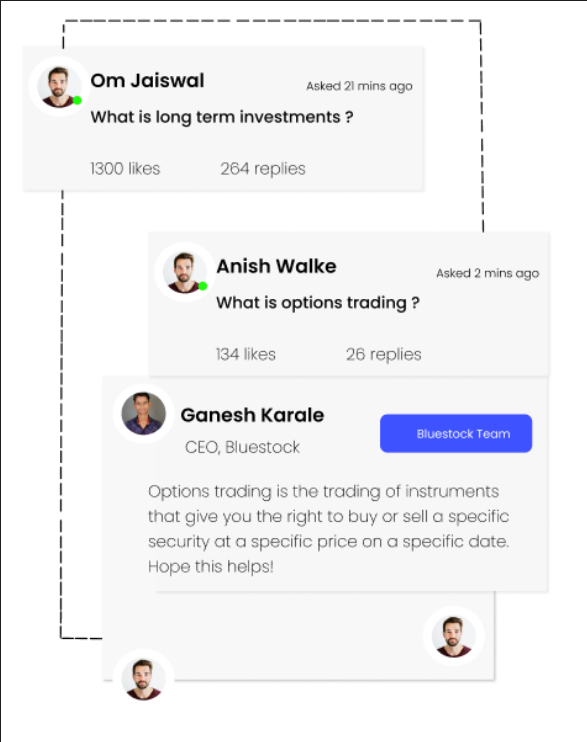 Om Jaiswal
Asked 21 mins ago
What is long term investments ?
1300 likes 264 replies
Anish Walke
Asked 2 mins ago
What is options trading ?
134 likes 26 replies
Ganesh Karale
Bluestock Team
CEO, Bluestock
Options trading is the trading of instruments
that give you the right to buy or sell a specific
security at a specific price on a specific date.
Hope this helps!